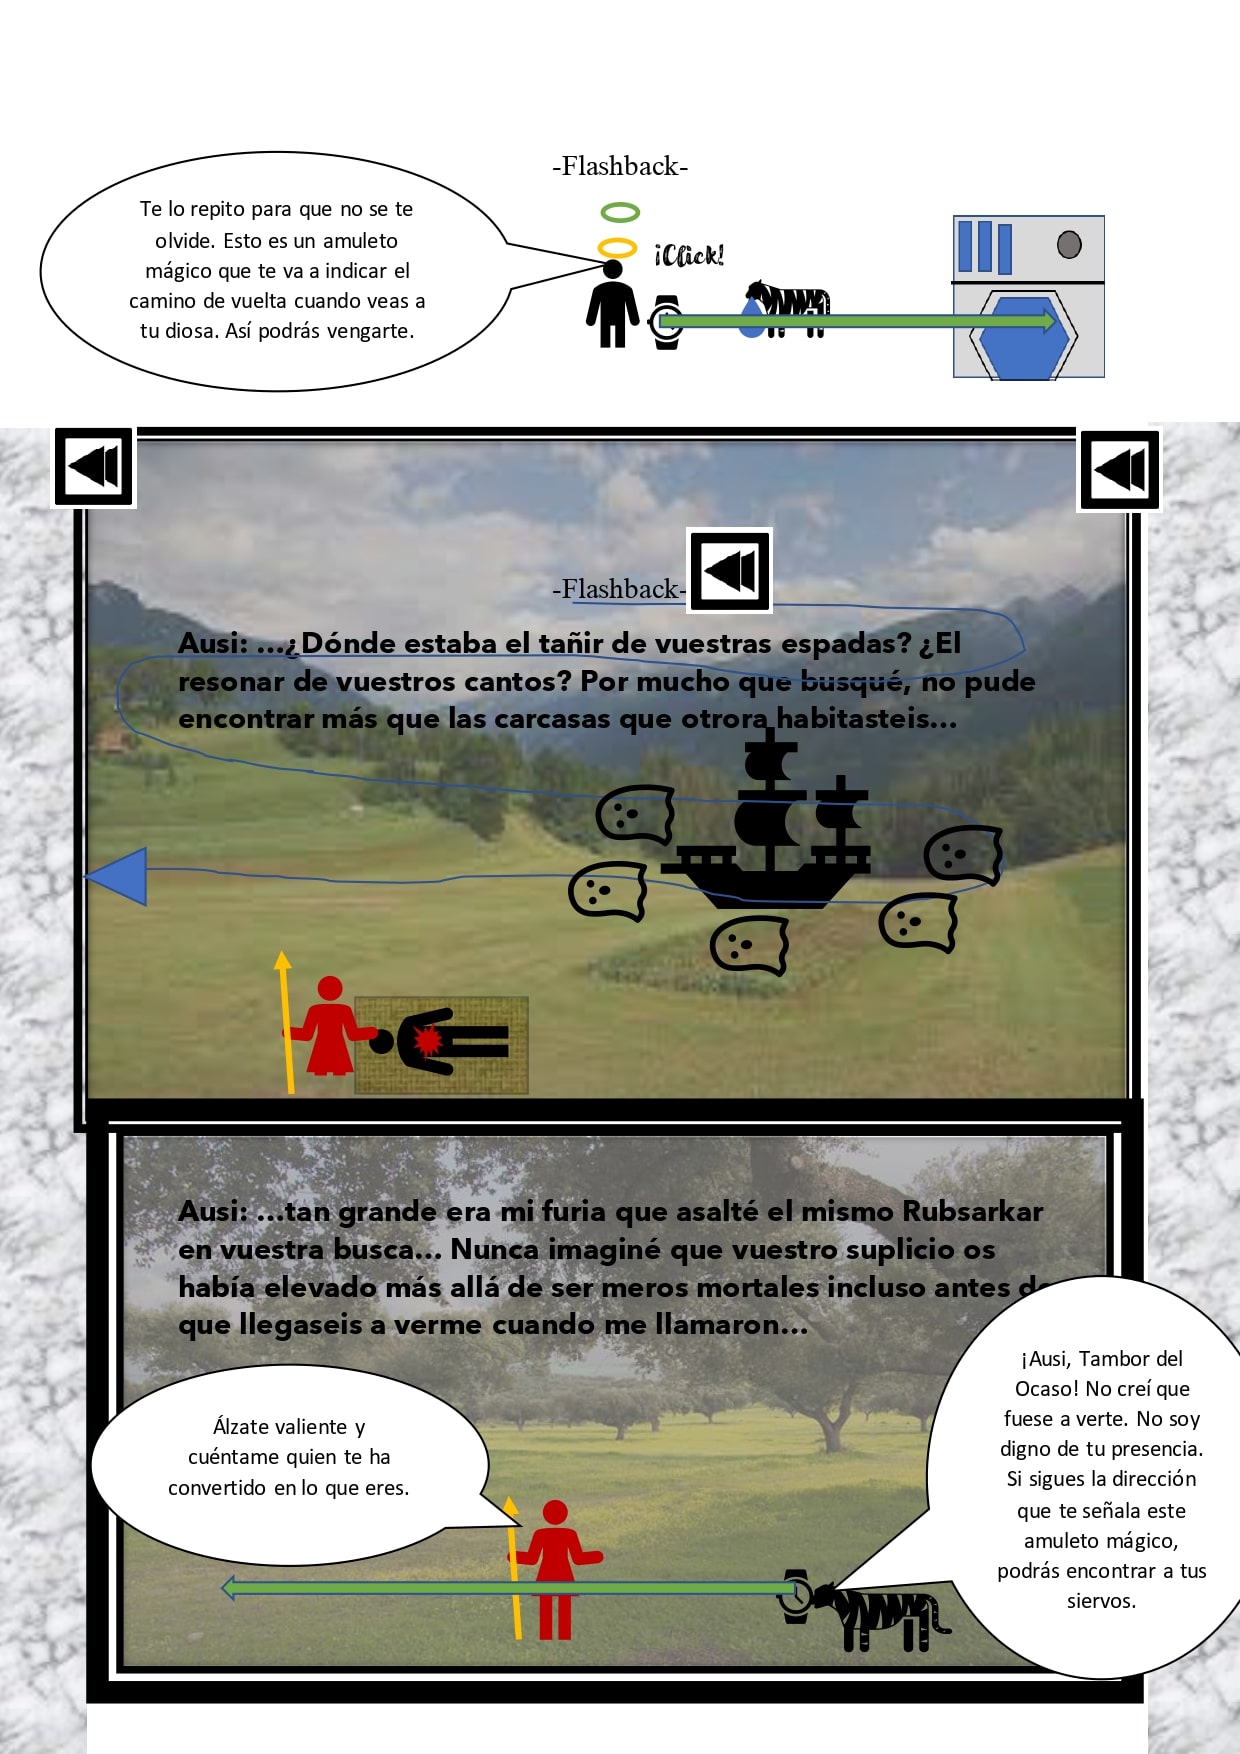 -Flashback-
Te lo repito para que no se te
olvide. Esto es un amuleto
mágico que te va a indicar el
camino de vuelta cuando veas a
tu diosa. Así podrás vengarte.
¡Click!
-Flashback-
Ausi: ...¿Dónde estaba el tañir de vuestras espadas? ¿El
resonar de vuestros cantos? Por mucho que busqué, no pude
encontrar más que las carcasas que otrora habitasteis...
Ausi: ...tan grande era mi furia que asalté el mismo Rubsarkar
en vuestra busca... Nunca imaginé que vuestro suplicio os
había elevado más allá de ser meros mortales incluso antes de
que llegaseis a verme cuando me llamaron...
Álzate valiente y
cuéntame quien te ha
convertido en lo que eres.
¡Ausi, Tambor del
Ocaso! No creí que
fuese a verte. No soy
digno de tu presencia.
Si sigues la dirección
que te señala este
amuleto mágico,
podrás encontrar a tus
siervos.